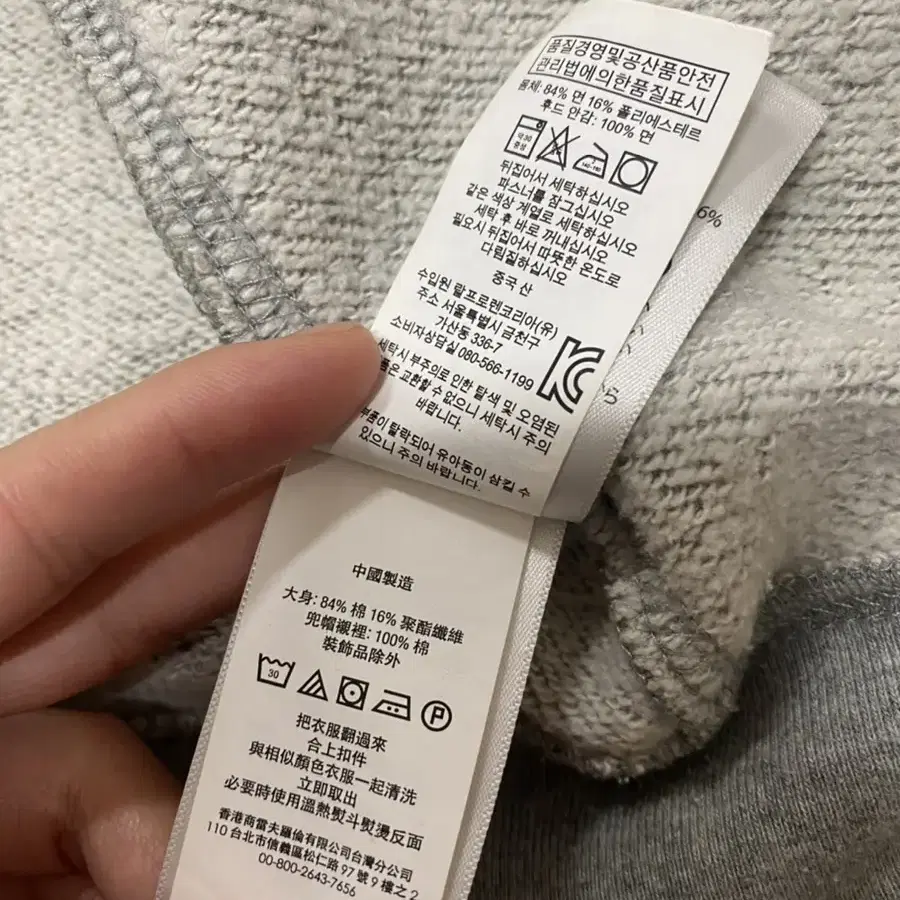 품질경영및공산품안전
관리법에 의한품질표시
몸체: 84% 면 16% 폴리에스테르
후드 안감: 100% 면
약 30
중성
뒤집어서 세탁하십시오
파스너를 잠그십시오
같은 색상 계열로 세탁하십시오
세탁 후 바로 꺼내십시오
필요시 뒤집어서 따뜻한 온도로
다림질하십시오
중국 산
수입원 랄프로렌코리아(유)
주소 서울특별시 금천구
가산동 336-7
소비자상담실 080-566-1199
세탁시 부주의로 인한 탈색 및 오염된
품은 교환할 수 없으니 세탁시 주의
바랍니다.
부품이 탈락되어 유아동이 삼킬 수
있으니 주의 바랍니다.
6%
ら
中國製造
大身: 84% 棉 16% 聚酯纖維
兜帽襯裡: 100% 棉
裝飾品除外
30
P
把衣服翻過來
合上扣件
與相似顏色衣服一起清洗
立即取出
必要時使用溫熱熨斗熨燙反面
香港商雷夫羅倫有限公司台灣分公司
110 台北市信義區松仁路 97 號 9 樓之 2
00-800-2643-7656